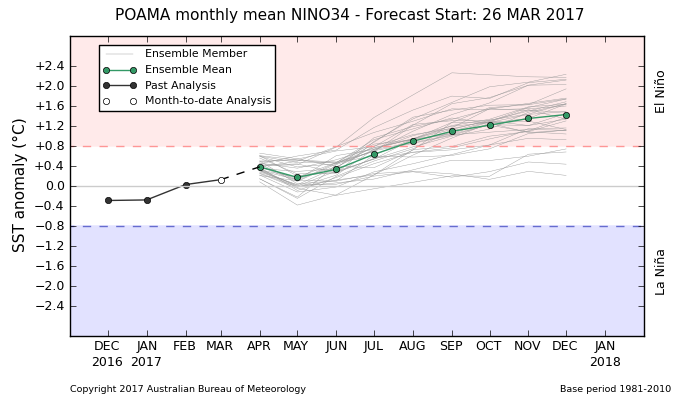 POAMA monthly mean NINO34 - Forecast Start: 26 MAR 2017
Ensemble Member
Ensemble Mean
Past Analysis
Month-to-date Analysis
SST anomaly (°C)
+2.4
+2.0
+1.6
+1.2
+0.8
+0.4
0.0
−0.4
−0.8
−1.2
−1.6
−2.0
−2.4
El Niño
La Niña
DEC JAN FEB MAR APR MAY JUN JUL AUG SEP OCT NOV DEC JAN
2016 2017 2018
Copyright 2017 Australian Bureau of Meteorology Base period 1981-2010